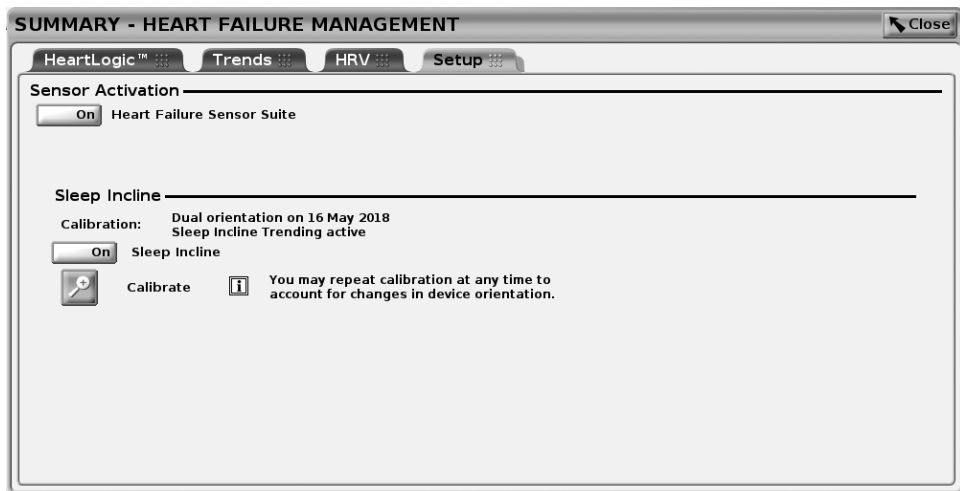 SUMMARY - HEART FAILURE MANAGEMENT
Close
HeartLogic™ Trends HRV Setup
Sensor Activation
On Heart Failure Sensor Suite
Sleep Incline
Calibration: Dual orientation on 16 May 2018
Sleep Incline Trending active
On Sleep Incline
Calibrate i You may repeat calibration at any time to
account for changes in device orientation.